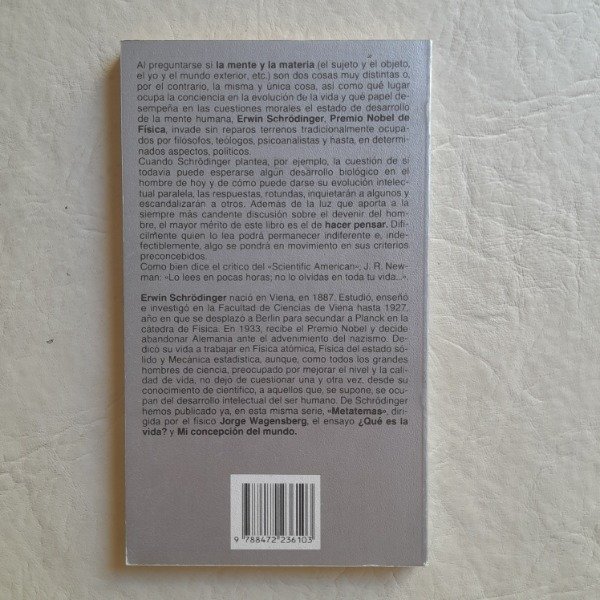 Al preguntarse si la mente y la materia (el sujeto y el objeto,
el yo y el mundo exterior, etc.) son dos cosas muy distintas o,
por el contrario, la misma y única cosa, así como qué lugar
ocupa la conciencia en la evolución de la vida y qué papel de-
sempeña en las cuestiones morales el estado de desarrollo
de la mente humana, Erwin Schrödinger, Premio Nobel de
Física, invade sin reparos terrenos tradicionalmente ocupa-
dos por filósofos, teólogos, psicoanalistas y hasta, en determi-
nados aspectos, políticos.
Cuando Schrödinger plantea, por ejemplo, la cuestión de si
todavía puede esperarse algún desarrollo biológico en el
hombre de hoy y de cómo puede darse su evolución intelec-
tual paralela, las respuestas, rotundas, inquietarán a algunos y
escandalizarán a otros. Además de la luz que aporta a la
siempre más candente discusión sobre el devenir del hom-
bre, el mayor mérito de este libro es el de hacer pensar. Difí-
cilmente quien lo lea podrá permanecer indiferente e, inde-
fectiblemente, algo se pondrá en movimiento en sus criterios
preconcebidos.
Como bien dice el crítico del «Scientific American», J. R. New-
man: «Lo lees en pocas horas; no lo olvidas en toda tu vida...».
Erwin Schrödinger nació en Viena, en 1887. Estudió, enseñó
e investigó en la Facultad de Ciencias de Viena hasta 1927,
año en que se desplazó a Berlín para secundar a Planck en la
cátedra de Física. En 1933, recibe el Premio Nobel y decide
abandonar Alemania ante el advenimiento del nazismo. De-
dicó su vida a trabajar en Física atómica, Física del estado só-
lido y Mecánica estadística, aunque, como todos los grandes
hombres de ciencia, preocupado por mejorar el nivel y la cali-
dad de vida, no dejó de cuestionar una y otra vez, desde su
conocimiento de científico, a aquellos que, se supone, se ocu-
pan del desarrollo intelectual del ser humano. De Schrödinger
hemos publicado ya, en esta misma serie, «Metatemas», diri-
gida por el físico Jorge Wagensberg, el ensayo ¿Qué es la
vida? y Mi concepción del mundo.
9 788472 236103